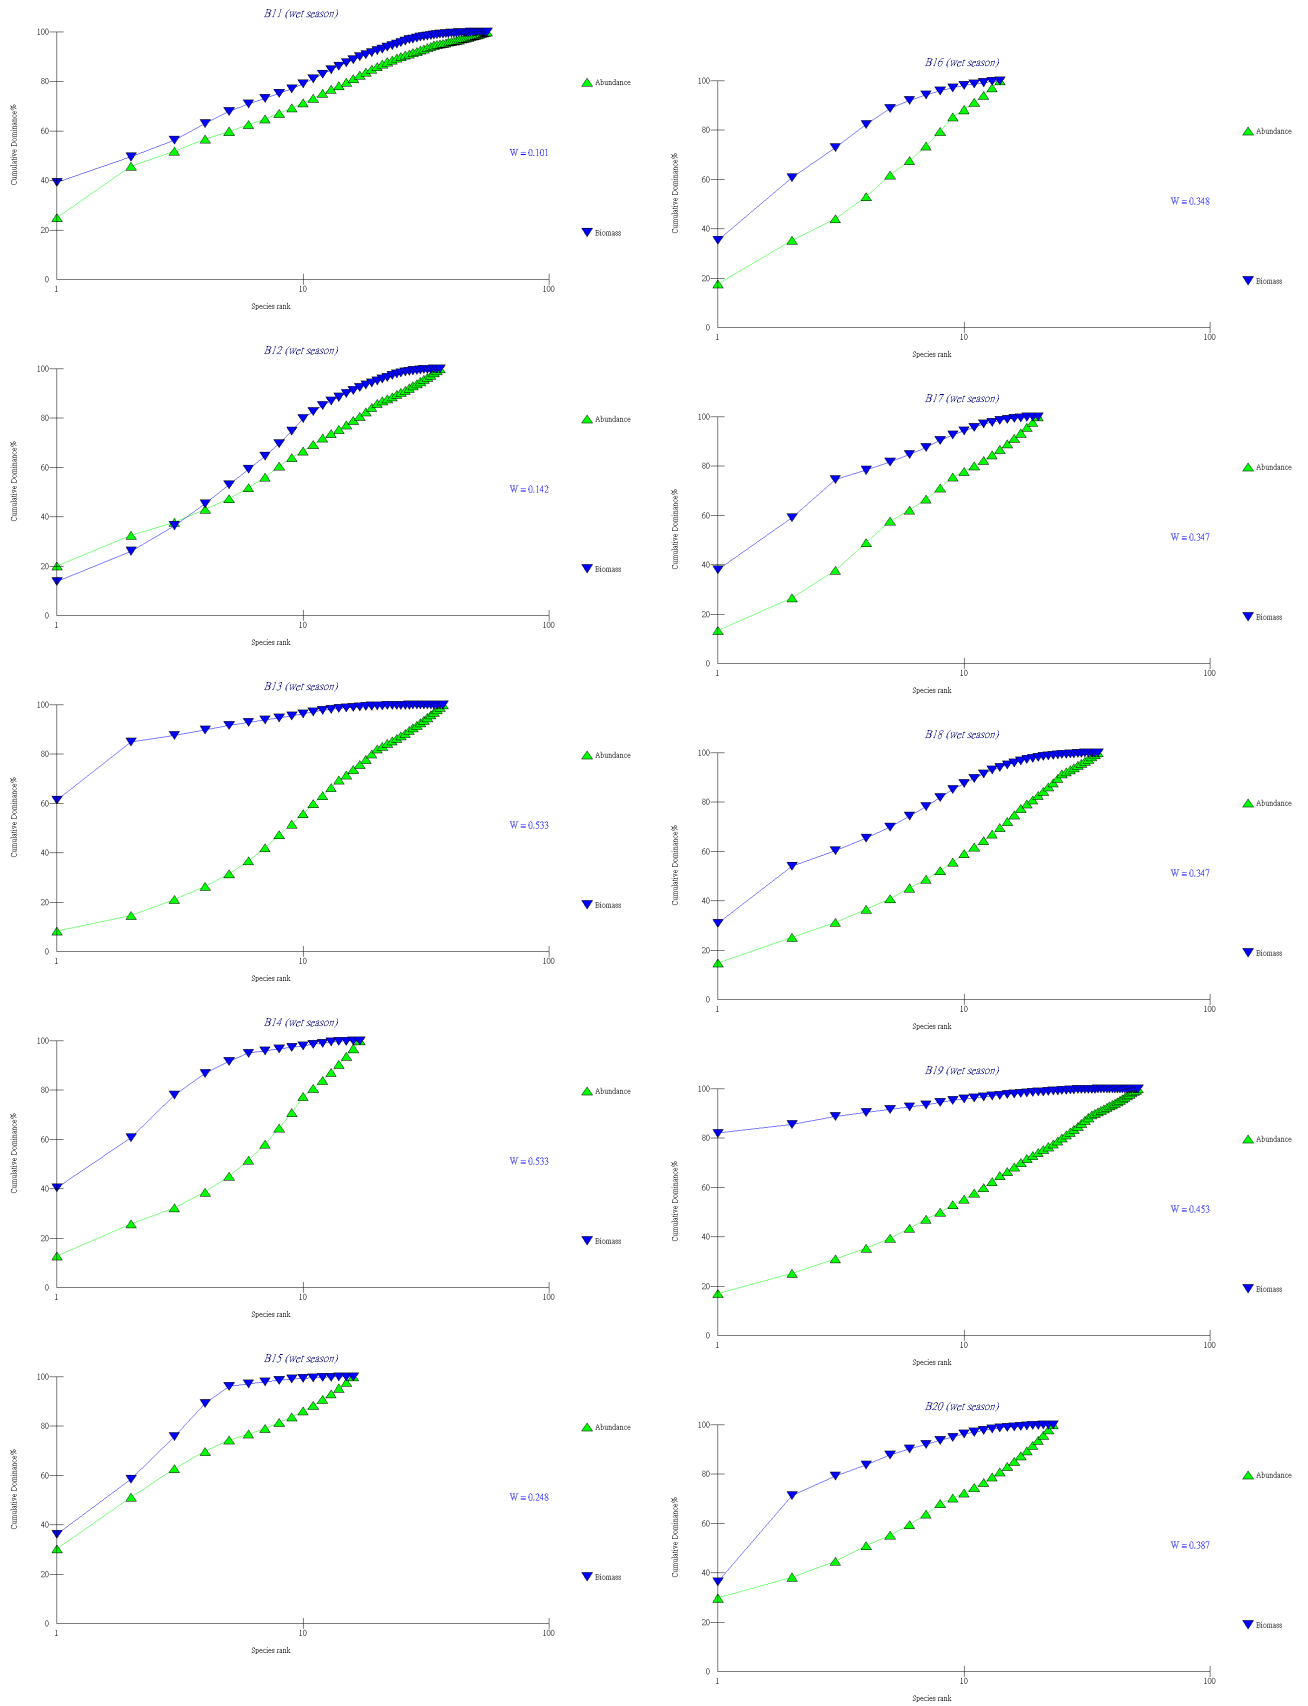 B11 (wet season)
100
80
60
40
20
0
1
10
100
Cumulative Dominance%
Species rank
Abundance
W = 0.101
Biomass
B12 (wet season)
100
80
60
40
20
0
1
10
100
Cumulative Dominance%
Species rank
Abundance
W = 0.142
Biomass
B13 (wet season)
100
80
60
40
20
0
1
10
100
Cumulative Dominance%
Species rank
Abundance
W = 0.533
Biomass
B14 (wet season)
100
80
60
40
20
0
1
10
100
Cumulative Dominance%
Species rank
Abundance
W = 0.533
Biomass
B15 (wet season)
100
80
60
40
20
0
1
10
100
Cumulative Dominance%
Species rank
Abundance
W = 0.248
Biomass
B16 (wet season)
100
80
60
40
20
0
1
10
100
Cumulative Dominance%
Species rank
Abundance
W = 0.348
Biomass
B17 (wet season)
100
80
60
40
20
0
1
10
100
Cumulative Dominance%
Species rank
Abundance
W = 0.347
Biomass
B18 (wet season)
100
80
60
40
20
0
1
10
100
Cumulative Dominance%
Species rank
Abundance
W = 0.347
Biomass
B19 (wet season)
100
80
60
40
20
0
1
10
100
Cumulative Dominance%
Species rank
Abundance
W = 0.453
Biomass
B20 (wet season)
100
80
60
40
20
0
1
10
100
Cumulative Dominance%
Species rank
Abundance
W = 0.387
Biomass